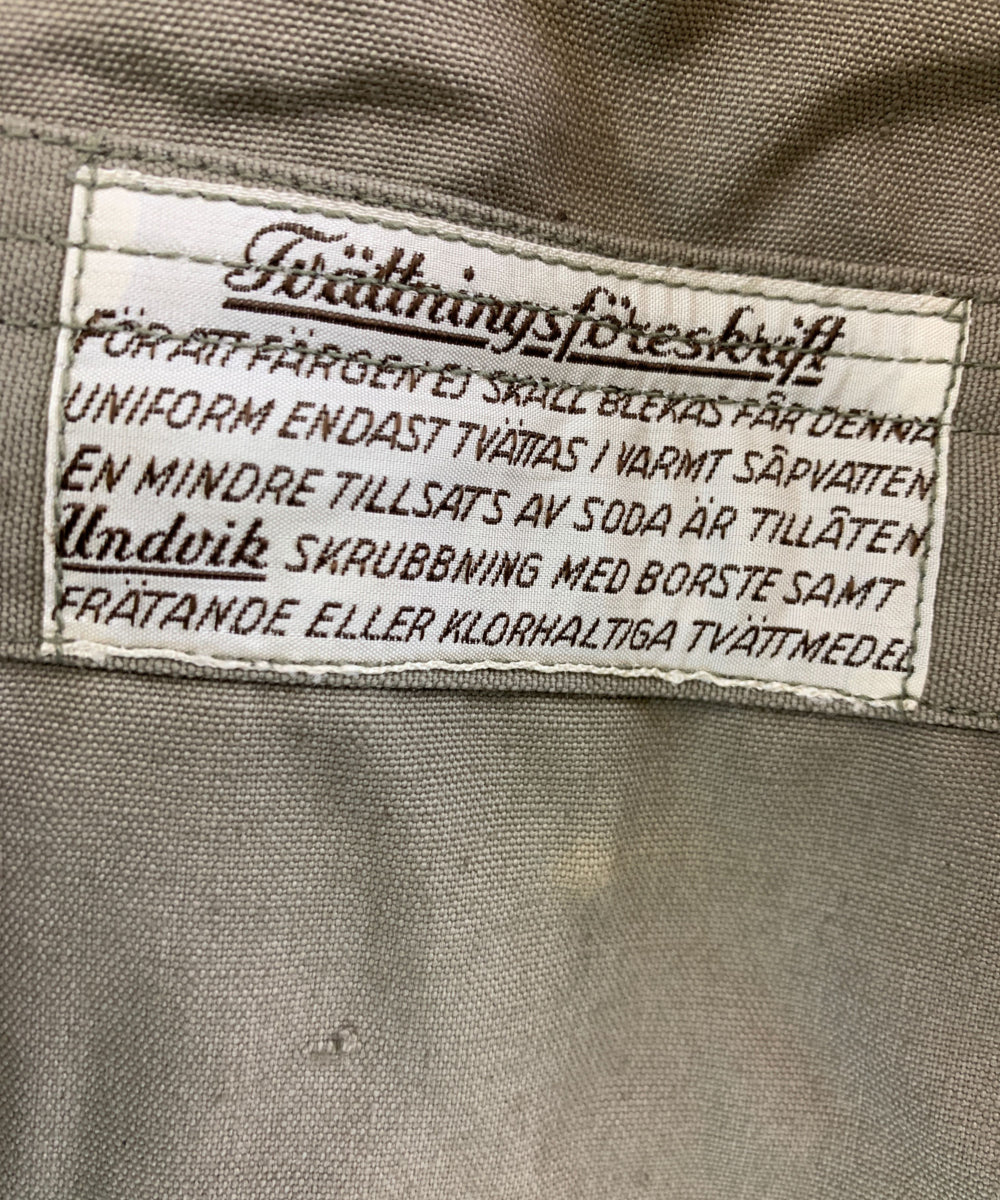 Tvättningsföreskrift
FÖR ATT FÄRGEN EJ SKALL BLEKAS FÅR DENNA
UNIFORM ENDAST TVÄTTAS I VARMT SÅPVATTEN
EN MINDRE TILLSATS AV SODA ÄR TILLÅTEN.
Undvik SKRUBBNING MED BORSTE SAMT
FRÄTANDE ELLER KLORHALTIGA TVÄTTMEDEL